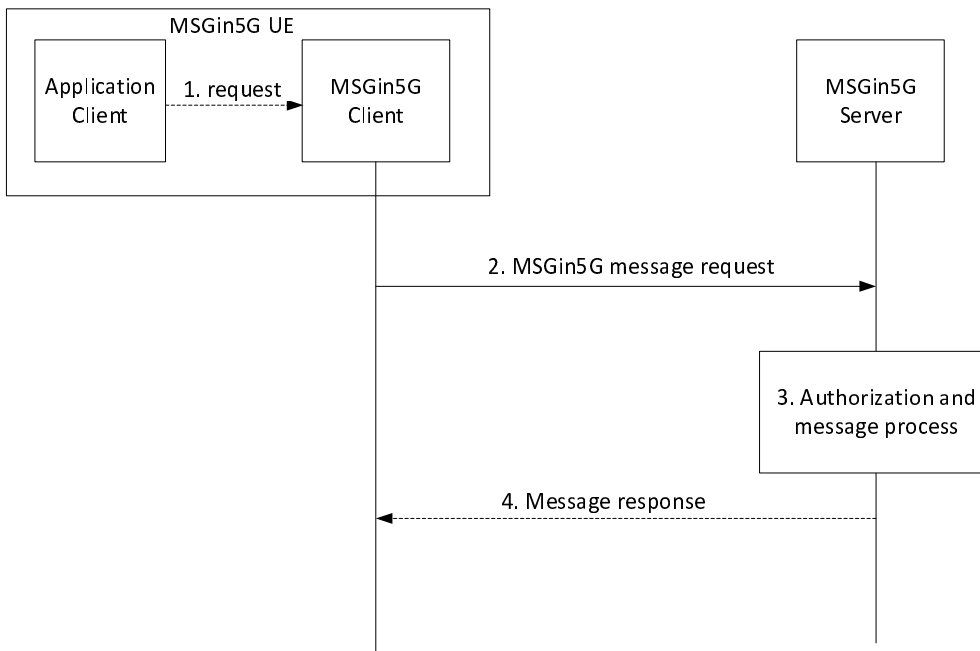 MSGin5G UE
Application
Client
1. request
MSGin5G
Client
MSGin5G
Server
2. MSGin5G message request
3. Authorization and
message process
4. Message response